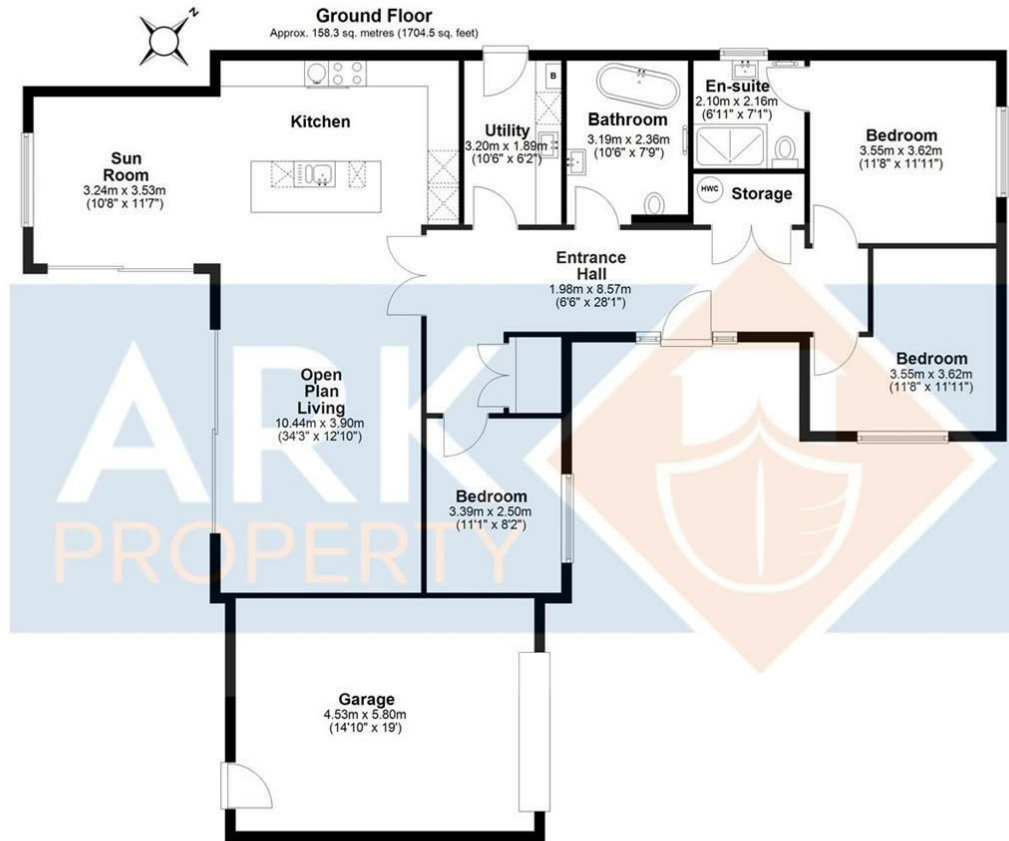 Ground Floor
Approx. 158.3 sq. metres (1704.5 sq. feet)
N
Kitchen
Sun
Room
3.24m x 3.53m
(10'8" x 11'7")
Utility
3.20m x 1.89m
(10'6" x 6'2")
B
Bathroom
3.19m x 2.36m
(10'6" x 7'9")
En-suite
2.10m x 2.16m
(6'11" x 7'1")
Bedroom
3.55m x 3.62m
(11'8" x 11'11")
HWC
Storage
Entrance
Hall
1.98m x 8.57m
(6'6" x 28'1")
Bedroom
3.55m x 3.62m
(11'8" x 11'11")
Open
Plan
Living
10.44m x 3.90m
(34'3" x 12'10")
Bedroom
3.39m x 2.50m
(11'1" x 8'2")
ARK
PROPERTY
Garage
4.53m x 5.80m
(14'10" x 19')